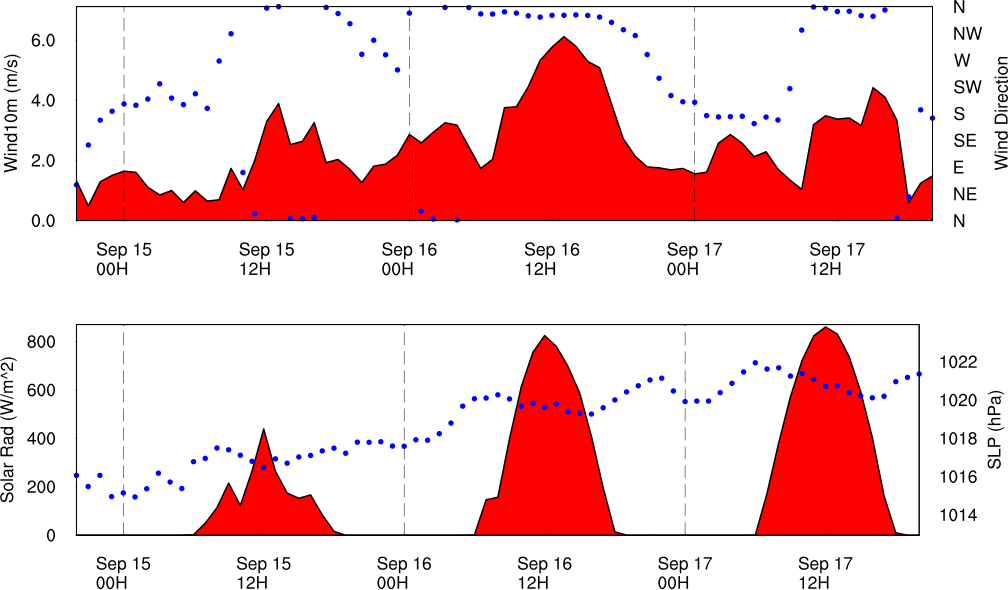 Wind10m (m/s)
6.0
4.0
2.0
0.0
N
NW
W
SW
S
SE
E
NE
N
Wind Direction
Sep 15 Sep 15 Sep 16 Sep 16 Sep 17 Sep 17
00H 12H 00H 12H 00H 12H
Solar Rad (W/m^2)
800
600
400
200
0
1022
1020
1018
1016
1014
SLP (hPa)
Sep 15 Sep 15 Sep 16 Sep 16 Sep 17 Sep 17
00H 12H 00H 12H 00H 12H